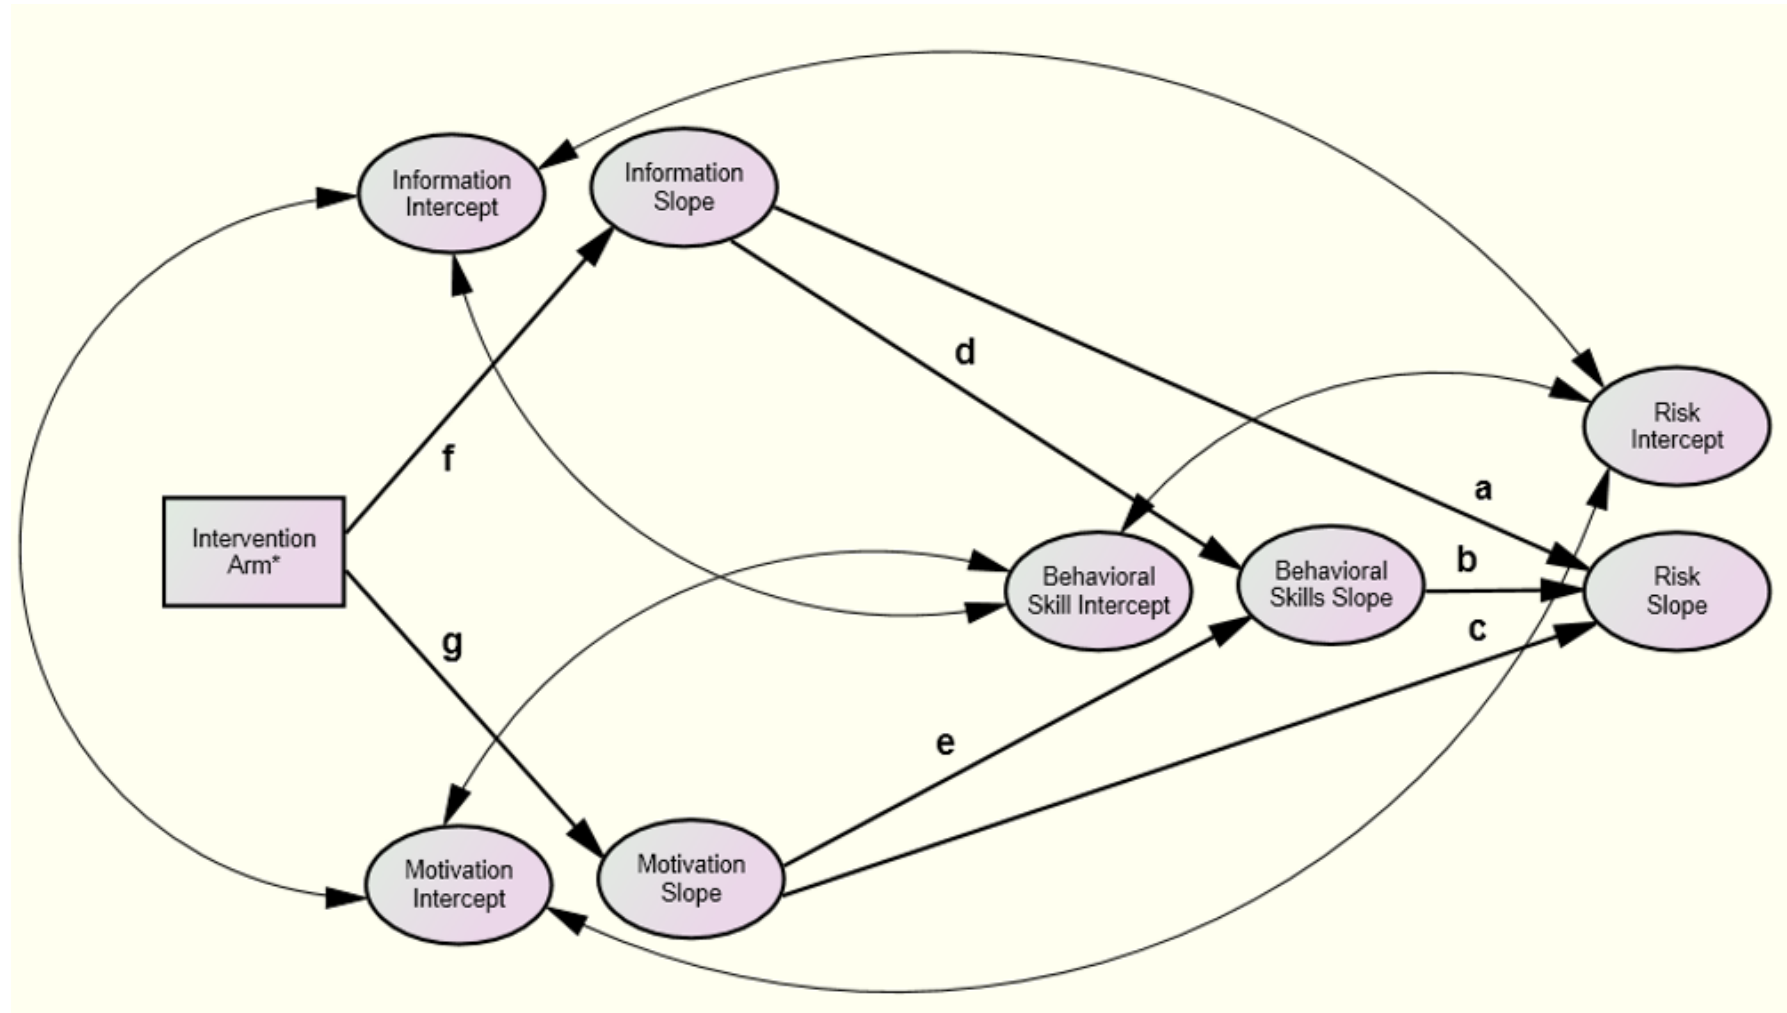 Information
Intercept
Information
Slope
d
Risk
Intercept
f
a
Intervention
Arm*
Behavioral
Skill Intercept
Behavioral
Skills Slope
b
Risk
Slope
g
c
e
Motivation
Intercept
Motivation
Slope